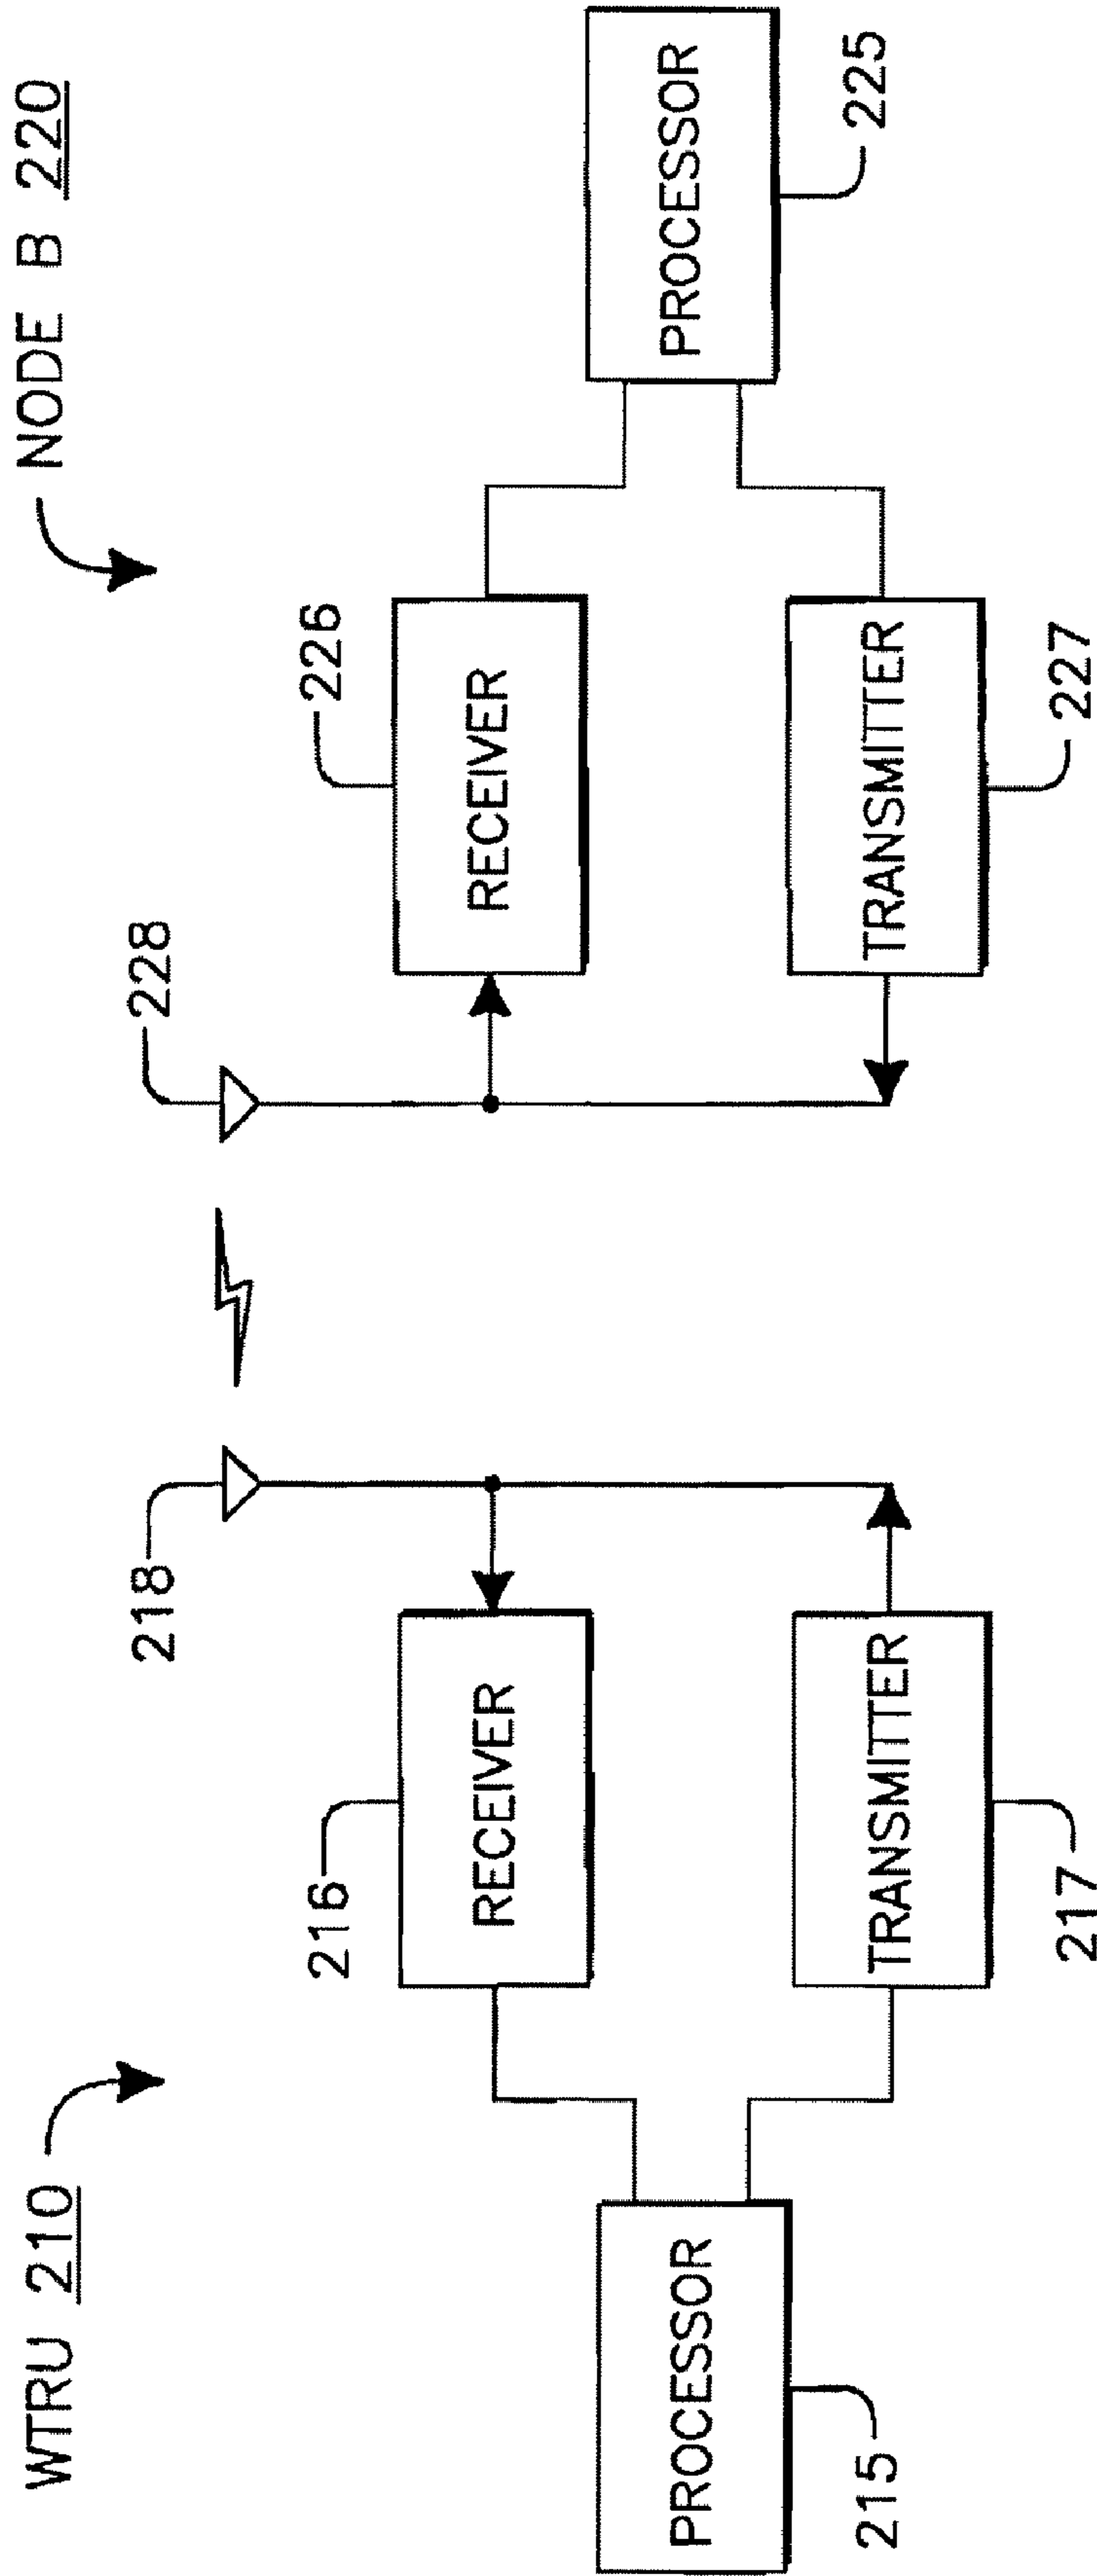 WTRU 210
NODE B 220
218
228
216
RECEIVER
226
RECEIVER
PROCESSOR
215
PROCESSOR
225
TRANSMITTER
217
TRANSMITTER
227